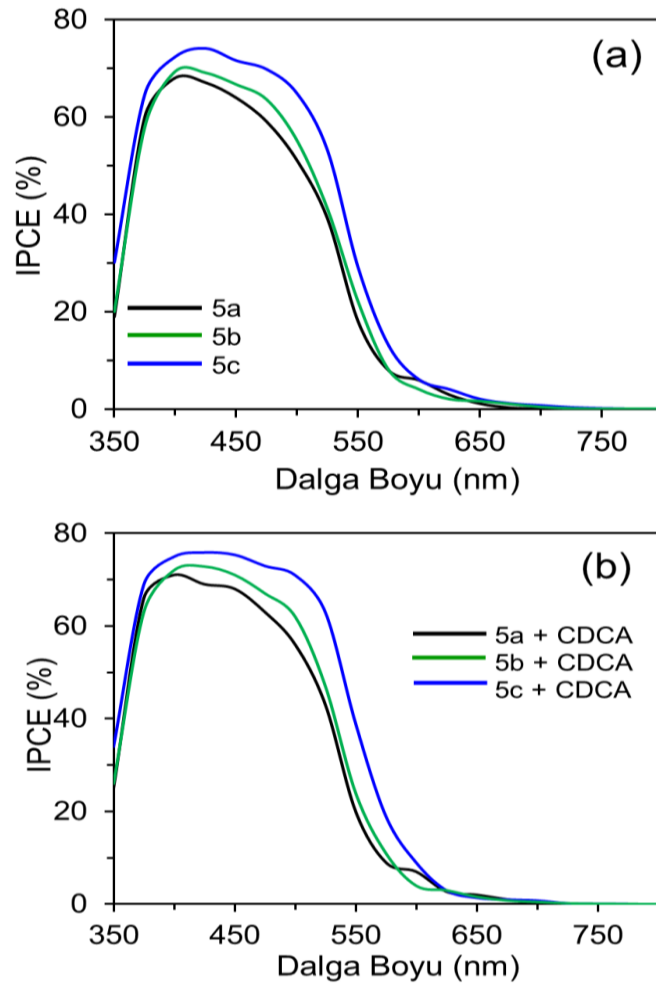 (a)
IPCE (%)
80
60
40
20
0
5a
5b
5c
350 450 550 650 750
Dalga Boyu (nm)
(b)
IPCE (%)
80
60
40
20
0
5a + CDCA
5b + CDCA
5c + CDCA
350 450 550 650 750
Dalga Boyu (nm)